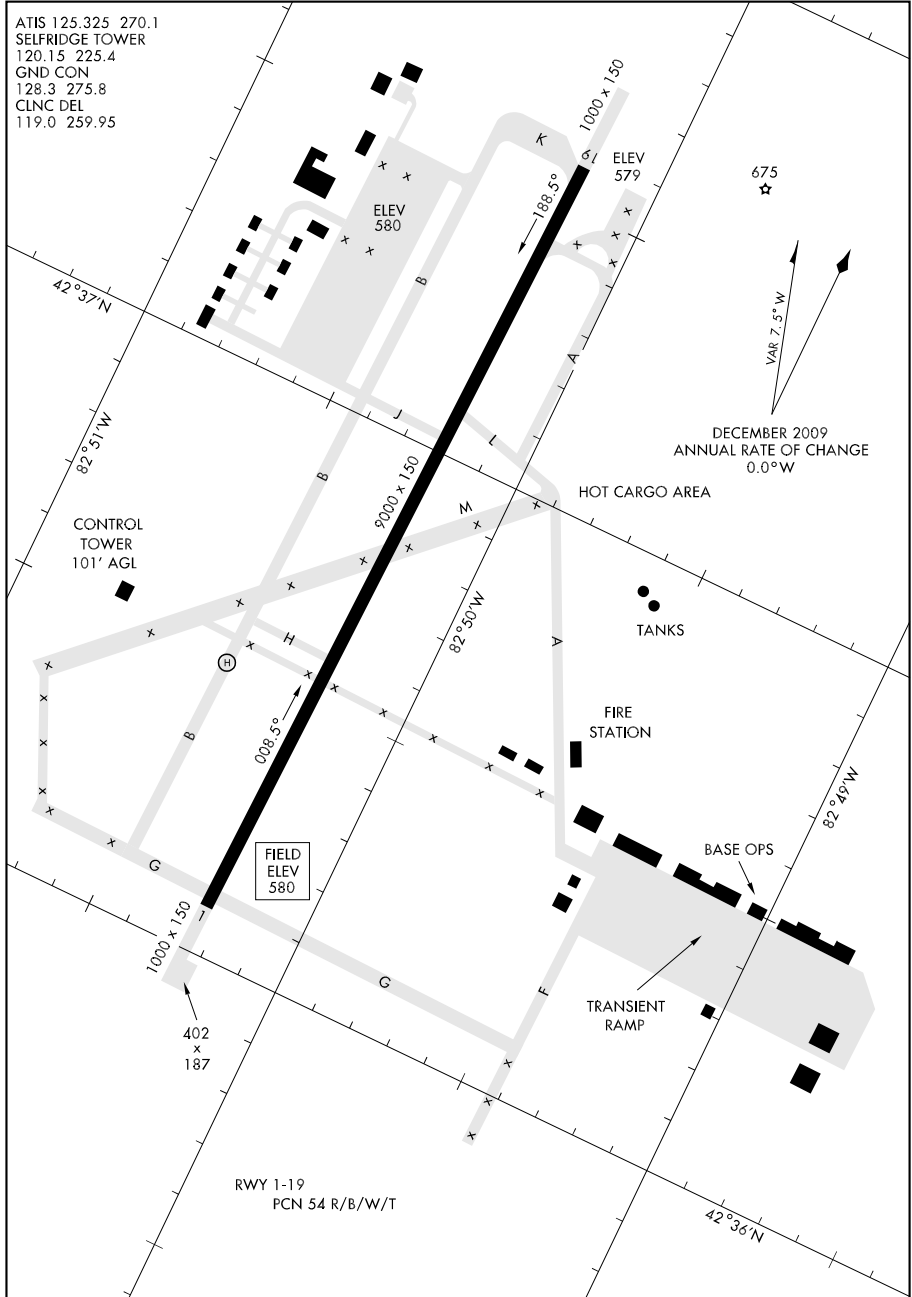 ATIS 125.325 270.1
SELFRIDGE TOWER
120.15 225.4
GND CON
128.3 275.8
CLNC DEL
119.0 259.95
1000 x 150
K
19
ELEV
579
675
188.5°
ELEV
580
B
42°37'N
VAR 7.5° W
A
J
L
DECEMBER 2009
ANNUAL RATE OF CHANGE
0.0°W
82°51'W
B
9000 x 150
HOT CARGO AREA
M
CONTROL
TOWER
101' AGL
82°50'W
TANKS
H
A
H
FIRE
STATION
008.5°
B
82°49'W
BASE OPS
G
FIELD
ELEV
580
1
1000 x 150
G
F
TRANSIENT
RAMP
402
x
187
RWY 1-19
PCN 54 R/B/W/T
42°36'N